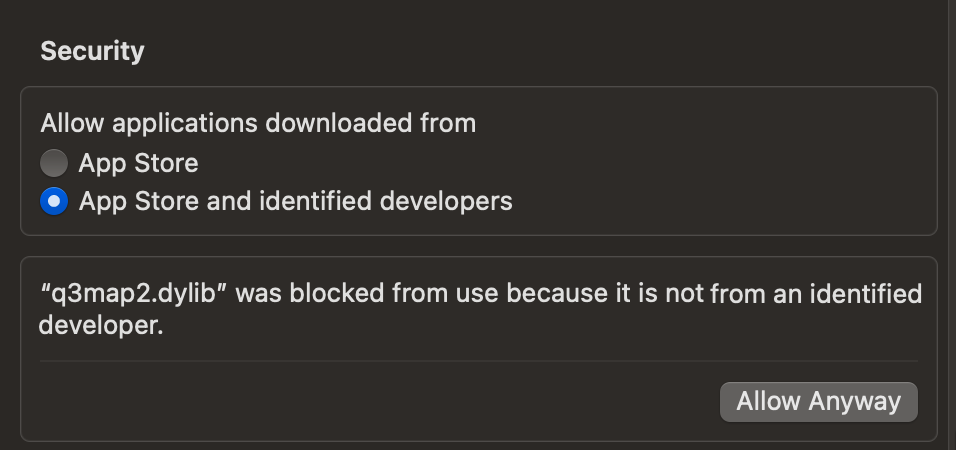 Security
Allow applications downloaded from
App Store
App Store and identified developers
“q3map2.dylib” was blocked from use because it is not from an identified
developer.
Allow Anyway